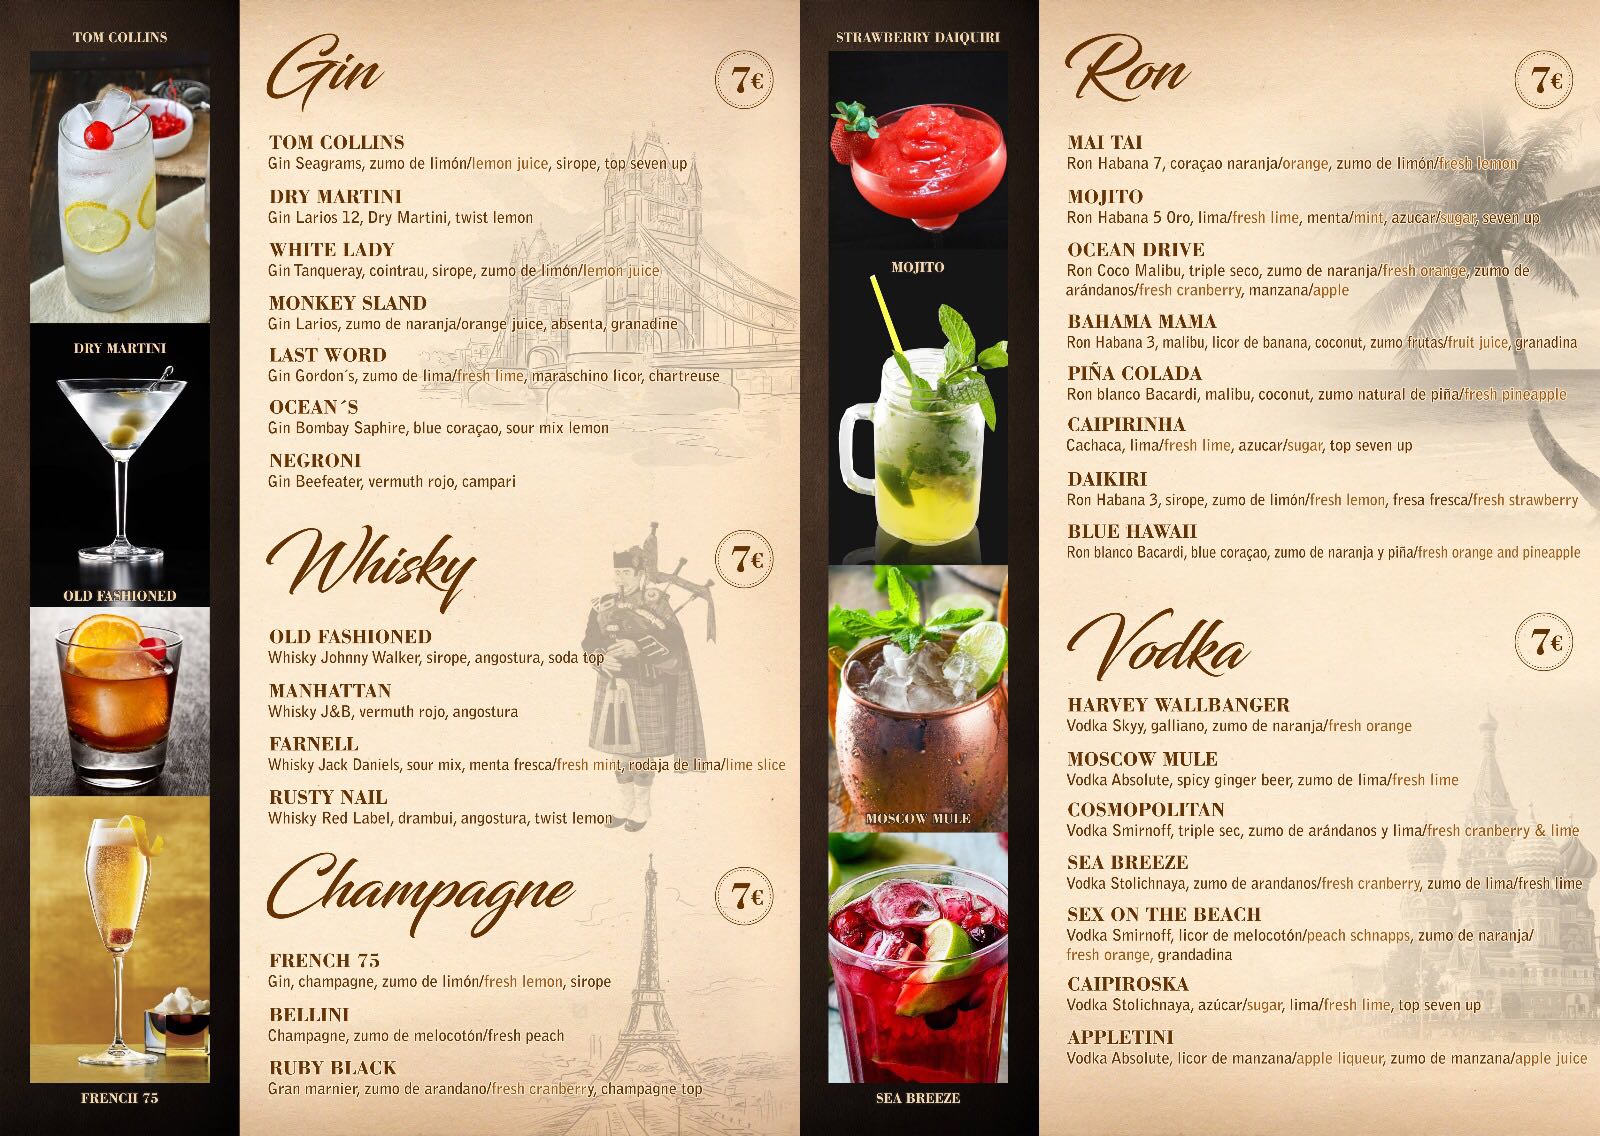 TOM COLLINS
DRY MARTINI
OLD FASHIONED
FRENCH 75
Gin
7€
TOM COLLINS
Gin Seagrams, zumo de limón/lemon juice, sirope, top seven up
DRY MARTINI
Gin Larios 12, Dry Martini, twist lemon
WHITE LADY
Gin Tanqueray, cointrau, sirope, zumo de limón/lemon juice
MONKEY SLAND
Gin Larios, zumo de naranja/orange juice, absenta, granadine
LAST WORD
Gin Gordon´s, zumo de lima/fresh lime, maraschino licor, chartreuse
OCEAN´S
Gin Bombay Saphire, blue coraçao, sour mix lemon
NEGRONI
Gin Beefeater, vermuth rojo, campari
Whisky
7€
OLD FASHIONED
Whisky Johnny Walker, sirope, angostura, soda top
MANHATTAN
Whisky J&B, vermuth rojo, angostura
FARNELL
Whisky Jack Daniels, sour mix, menta fresca/fresh mint, rodaja de lima/lime slice
RUSTY NAIL
Whisky Red Label, drambui, angostura, twist lemon
Champagne
7€
FRENCH 75
Gin, champagne, zumo de limón/fresh lemon, sirope
BELLINI
Champagne, zumo de melocotón/fresh peach
RUBY BLACK
Gran marnier, zumo de arandano/fresh cranberry, champagne top
STRAWBERRY DAIQUIRI
MOJITO
MOSCOW MULE
SEA BREEZE
Ron
7€
MAI TAI
Ron Habana 7, coraçao naranja/orange, zumo de limón/fresh lemon
MOJITO
Ron Habana 5 Oro, lima/fresh lime, menta/mint, azucar/sugar, seven up
OCEAN DRIVE
Ron Coco Malibu, triple seco, zumo de naranja/fresh orange, zumo de
arándanos/fresh cranberry, manzana/apple
BAHAMA MAMA
Ron Habana 3, malibu, licor de banana, coconut, zumo frutas/fruit juice, granadina
PIÑA COLADA
Ron blanco Bacardi, malibu, coconut, zumo natural de piña/fresh pineapple
CAIPIRINHA
Cachaca, lima/fresh lime, azucar/sugar, top seven up
DAIKIRI
Ron Habana 3, sirope, zumo de limón/fresh lemon, fresa fresca/fresh strawberry
BLUE HAWAII
Ron blanco Bacardi, blue coraçao, zumo de naranja y piña/fresh orange and pineapple
Vodka
7€
HARVEY WALLBANGER
Vodka Skyy, galliano, zumo de naranja/fresh orange
MOSCOW MULE
Vodka Absolute, spicy ginger beer, zumo de lima/fresh lime
COSMOPOLITAN
Vodka Smirnoff, triple sec, zumo de arándanos y lima/fresh cranberry & lime
SEA BREEZE
Vodka Stolichnaya, zumo de arandanos/fresh cranberry, zumo de lima/fresh lime
SEX ON THE BEACH
Vodka Smirnoff, licor de melocotón/peach schnapps, zumo de naranja/
fresh orange, grandadina
CAIPIROSKA
Vodka Stolichnaya, azúcar/sugar, lima/fresh lime, top seven up
APPLETINI
Vodka Absolute, licor de manzana/apple liqueur, zumo de manzana/apple juice